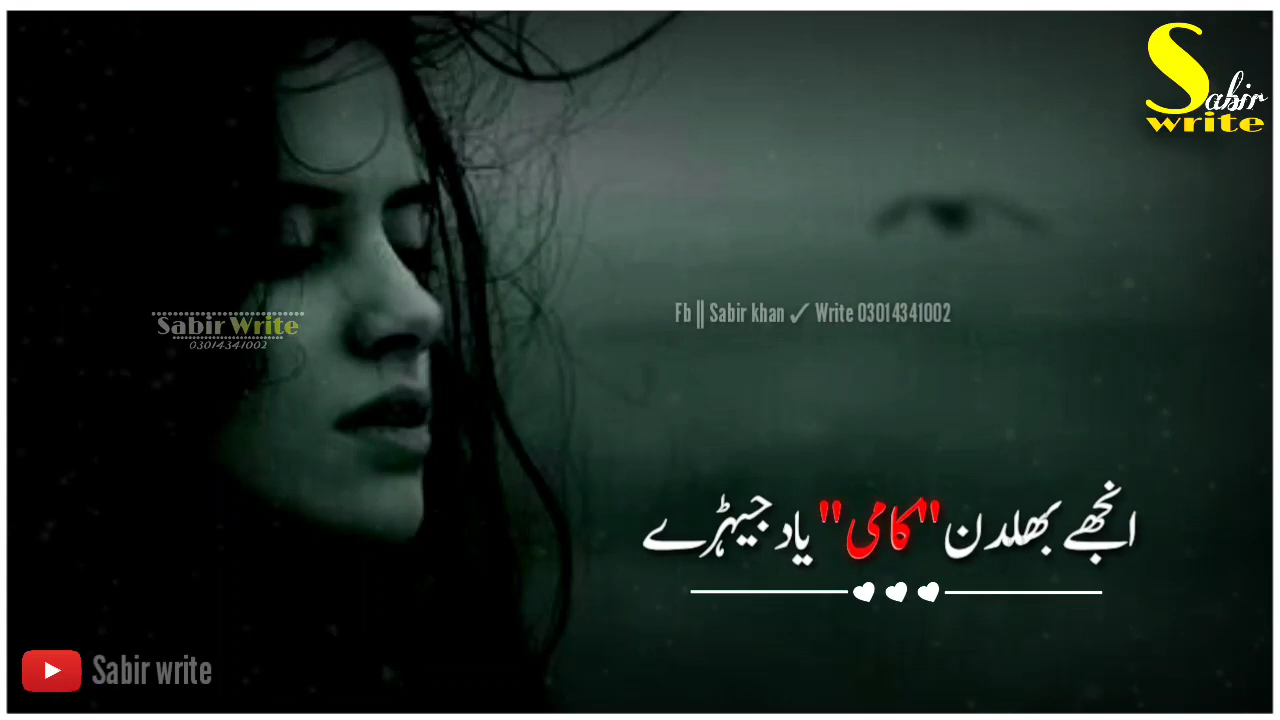 Sabir
write
Sabir Write
03014341002
Fb || Sabir khan ✓ Write 03014341002
انجھے بھلدن "کامی" یاد جیہڑے
Sabir write